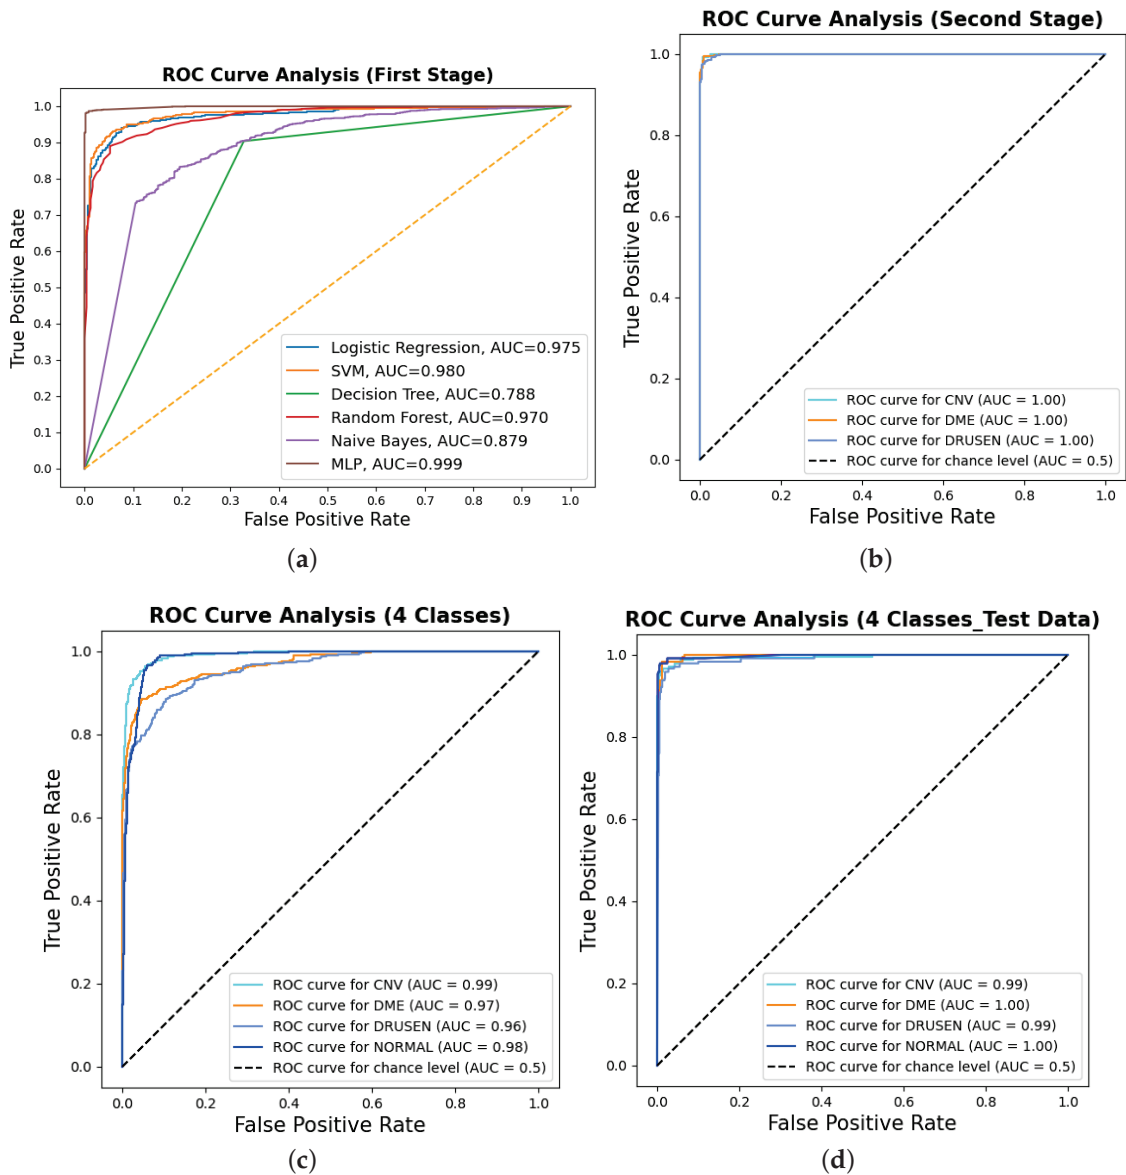 ROC Curve Analysis (First Stage)
True Positive Rate
1.0
0.9
0.8
0.7
0.6
0.5
0.4
0.3
0.2
0.1
0.0
Logistic Regression, AUC=0.975
SVM, AUC=0.980
Decision Tree, AUC=0.788
Random Forest, AUC=0.970
Naive Bayes, AUC=0.879
MLP, AUC=0.999
0.0 0.1 0.2 0.3 0.4 0.5 0.6 0.7 0.8 0.9 1.0
False Positive Rate
(a)
ROC Curve Analysis (Second Stage)
True Positive Rate
1.0
0.8
0.6
0.4
0.2
0.0
ROC curve for CNV (AUC = 1.00)
ROC curve for DME (AUC = 1.00)
ROC curve for DRUSEN (AUC = 1.00)
ROC curve for chance level (AUC = 0.5)
0.0 0.2 0.4 0.6 0.8 1.0
False Positive Rate
(b)
ROC Curve Analysis (4 Classes)
True Positive Rate
1.0
0.8
0.6
0.4
0.2
0.0
ROC curve for CNV (AUC = 0.99)
ROC curve for DME (AUC = 0.97)
ROC curve for DRUSEN (AUC = 0.96)
ROC curve for NORMAL (AUC = 0.98)
ROC curve for chance level (AUC = 0.5)
0.0 0.2 0.4 0.6 0.8 1.0
False Positive Rate
(c)
ROC Curve Analysis (4 Classes_Test Data)
True Positive Rate
1.0
0.8
0.6
0.4
0.2
0.0
ROC curve for CNV (AUC = 0.99)
ROC curve for DME (AUC = 1.00)
ROC curve for DRUSEN (AUC = 0.99)
ROC curve for NORMAL (AUC = 1.00)
ROC curve for chance level (AUC = 0.5)
0.0 0.2 0.4 0.6 0.8 1.0
False Positive Rate
(d)